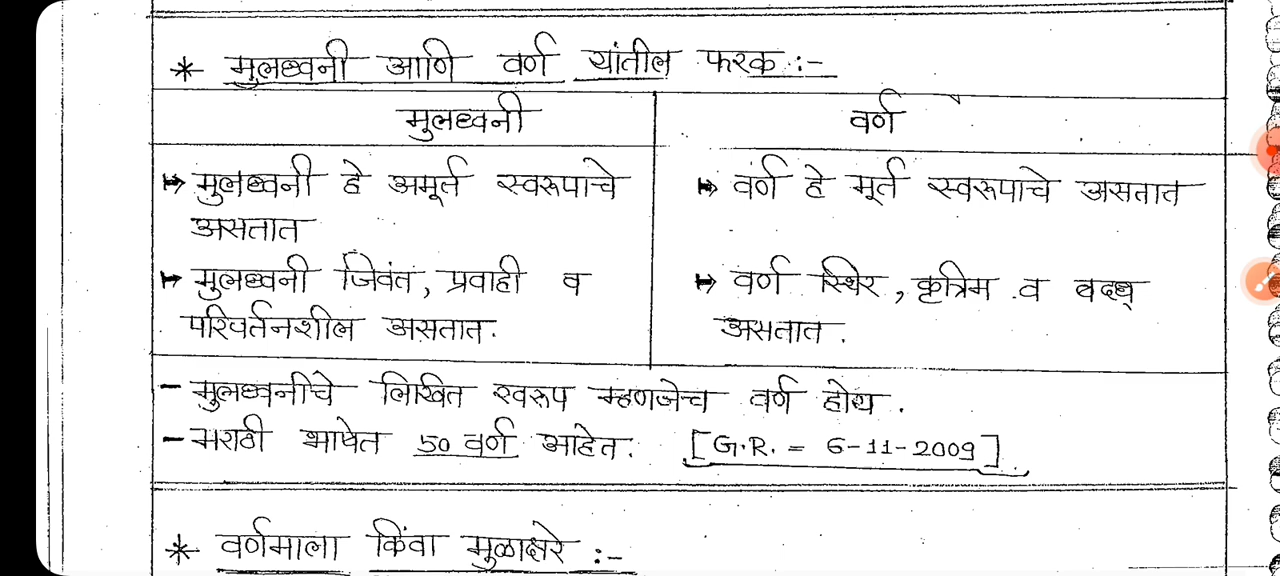 * मुलध्वनी आणि वर्ण यांतील फरक :-
मुलध्वनी
वर्ण
↦ मुलध्वनी हे अमूर्त स्वरूपाचे
असतात
↦ मुलध्वनी जिवंत, प्रवाही व
परिवर्तनशील असतात.
↦ वर्ण हे मूर्त स्वरूपाचे असतात
↦ वर्ण स्थिर, कृत्रिम व बद्ध्
असतात.
- मुलध्वनीचे लिखित स्वरूप म्हणजेच वर्ण होय.
- मराठी भाषेत 50 वर्ण आहेत. [G.R. = 6-11-2009]
* वर्णमाला किंवा मुळाक्षरे :-